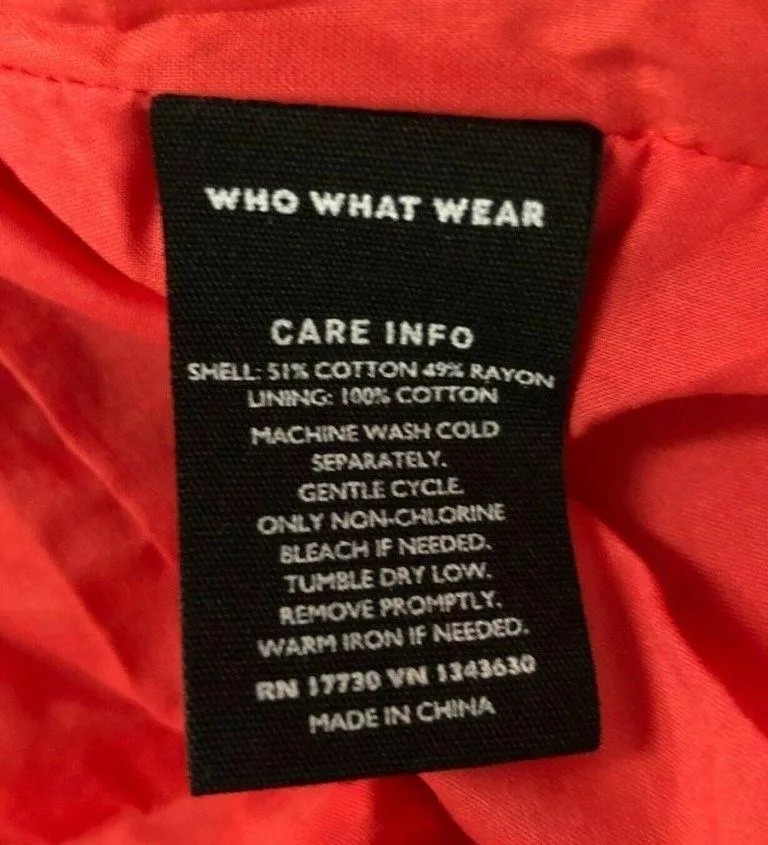 WHO WHAT WEAR
CARE INFO
SHELL: 51% COTTON 49% RAYON
LINING: 100% COTTON
MACHINE WASH COLD
SEPARATELY.
GENTLE CYCLE.
ONLY NON-CHLORINE
BLEACH IF NEEDED.
TUMBLE DRY LOW.
REMOVE PROMPTLY.
WARM IRON IF NEEDED.
RN 17730 VN 1343630
MADE IN CHINA